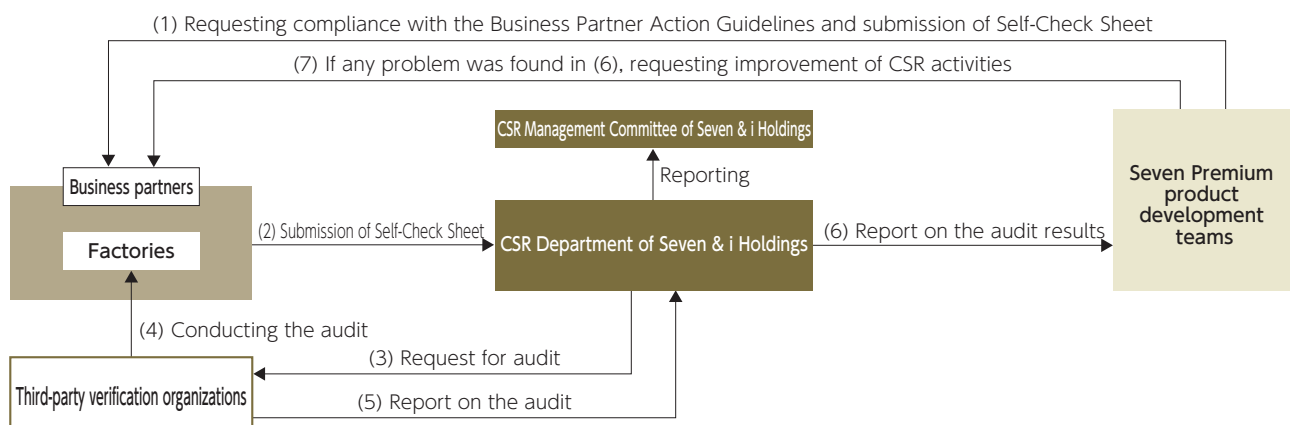 (1) Requesting compliance with the Business Partner Action Guidelines and submission of Self-Check Sheet
(7) If any problem was found in (6), requesting improvement of CSR activities
CSR Management Committee of Seven & i Holdings
Reporting
Business partners
Factories
(2) Submission of Self-Check Sheet
CSR Department of Seven & i Holdings
(6) Report on the audit results
Seven Premium
product
development
teams
(4) Conducting the audit
(3) Request for audit
Third-party verification organizations
(5) Report on the audit